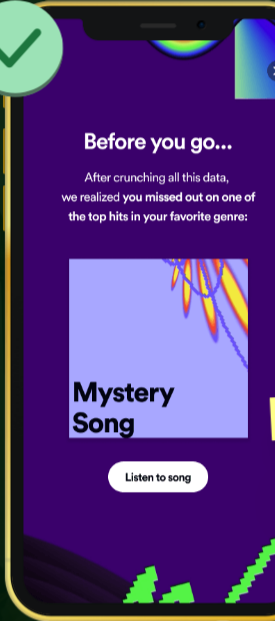 Before you go...
After crunching all this data,
we realized you missed out on one of
the top hits in your favorite genre:
Mystery
Song
Listen to song